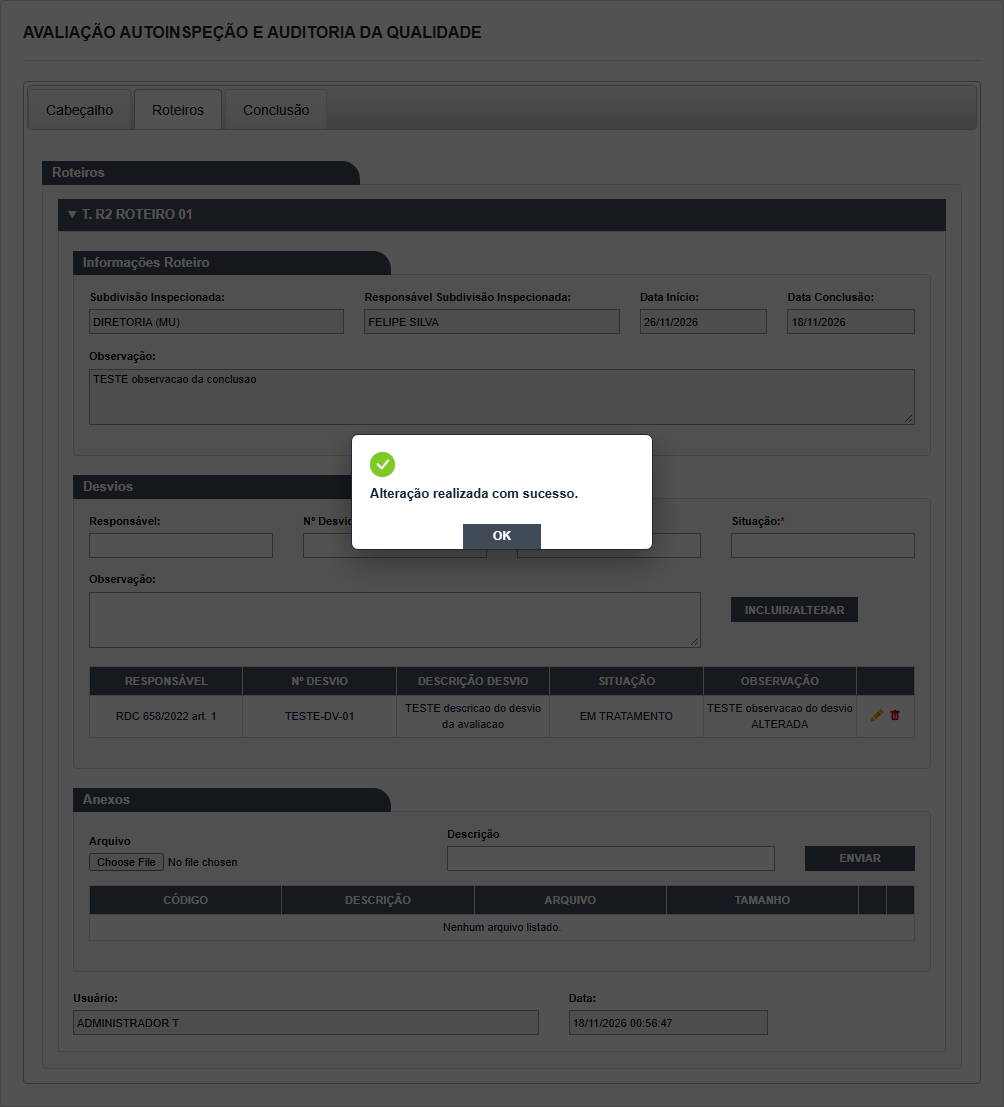 AVALIAÇÃO AUTOINSPEÇÃO E AUDITORIA DA QUALIDADE
Cabeçalho Roteiros Conclusão
Roteiros
T. R2 ROTEIRO 01
Informações Roteiro
Subdivisão Inspecionada: Responsável Subdivisão Inspecionada: Data Início: Data Conclusão:
DIRETORIA (MU) FELIPE SILVA 26/11/2026 18/11/2026
Observação:
TESTE observacao da conclusao
Alteração realizada com sucesso.
OK
Desvios
Responsável: Nº Desvio Situação:*
Observação:
INCLUIR/ALTERAR
RESPONSÁVEL Nº DESVIO DESCRIÇÃO DESVIO SITUAÇÃO OBSERVAÇÃO
RDC 658/2022 art. 1 TESTE-DV-01 TESTE descricao do desvio da avaliacao EM TRATAMENTO TESTE observacao do desvio ALTERADA
Anexos
Arquivo Descrição
Choose File No file chosen ENVIAR
CÓDIGO DESCRIÇÃO ARQUIVO TAMANHO
Nenhum arquivo listado.
Usuário: Data:
ADMINISTRADOR T 18/11/2026 00:56:47